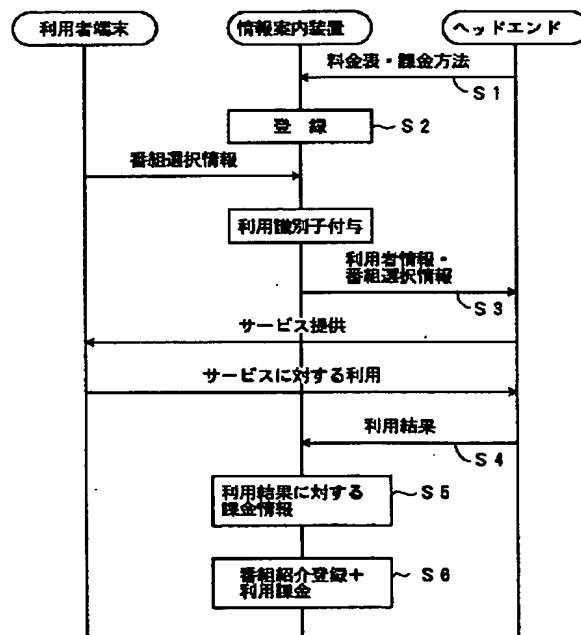 利用者端末 情報案内装置 ヘッドエンド
料金表・課金方法
S1
登 録 S2
番組選択情報
利用識別子付与
利用者情報・
番組選択情報
S3
サービス提供
サービスに対する利用
利用結果
S4
利用結果に対する
課金情報
S5
番組紹介登録+
利用課金
S6